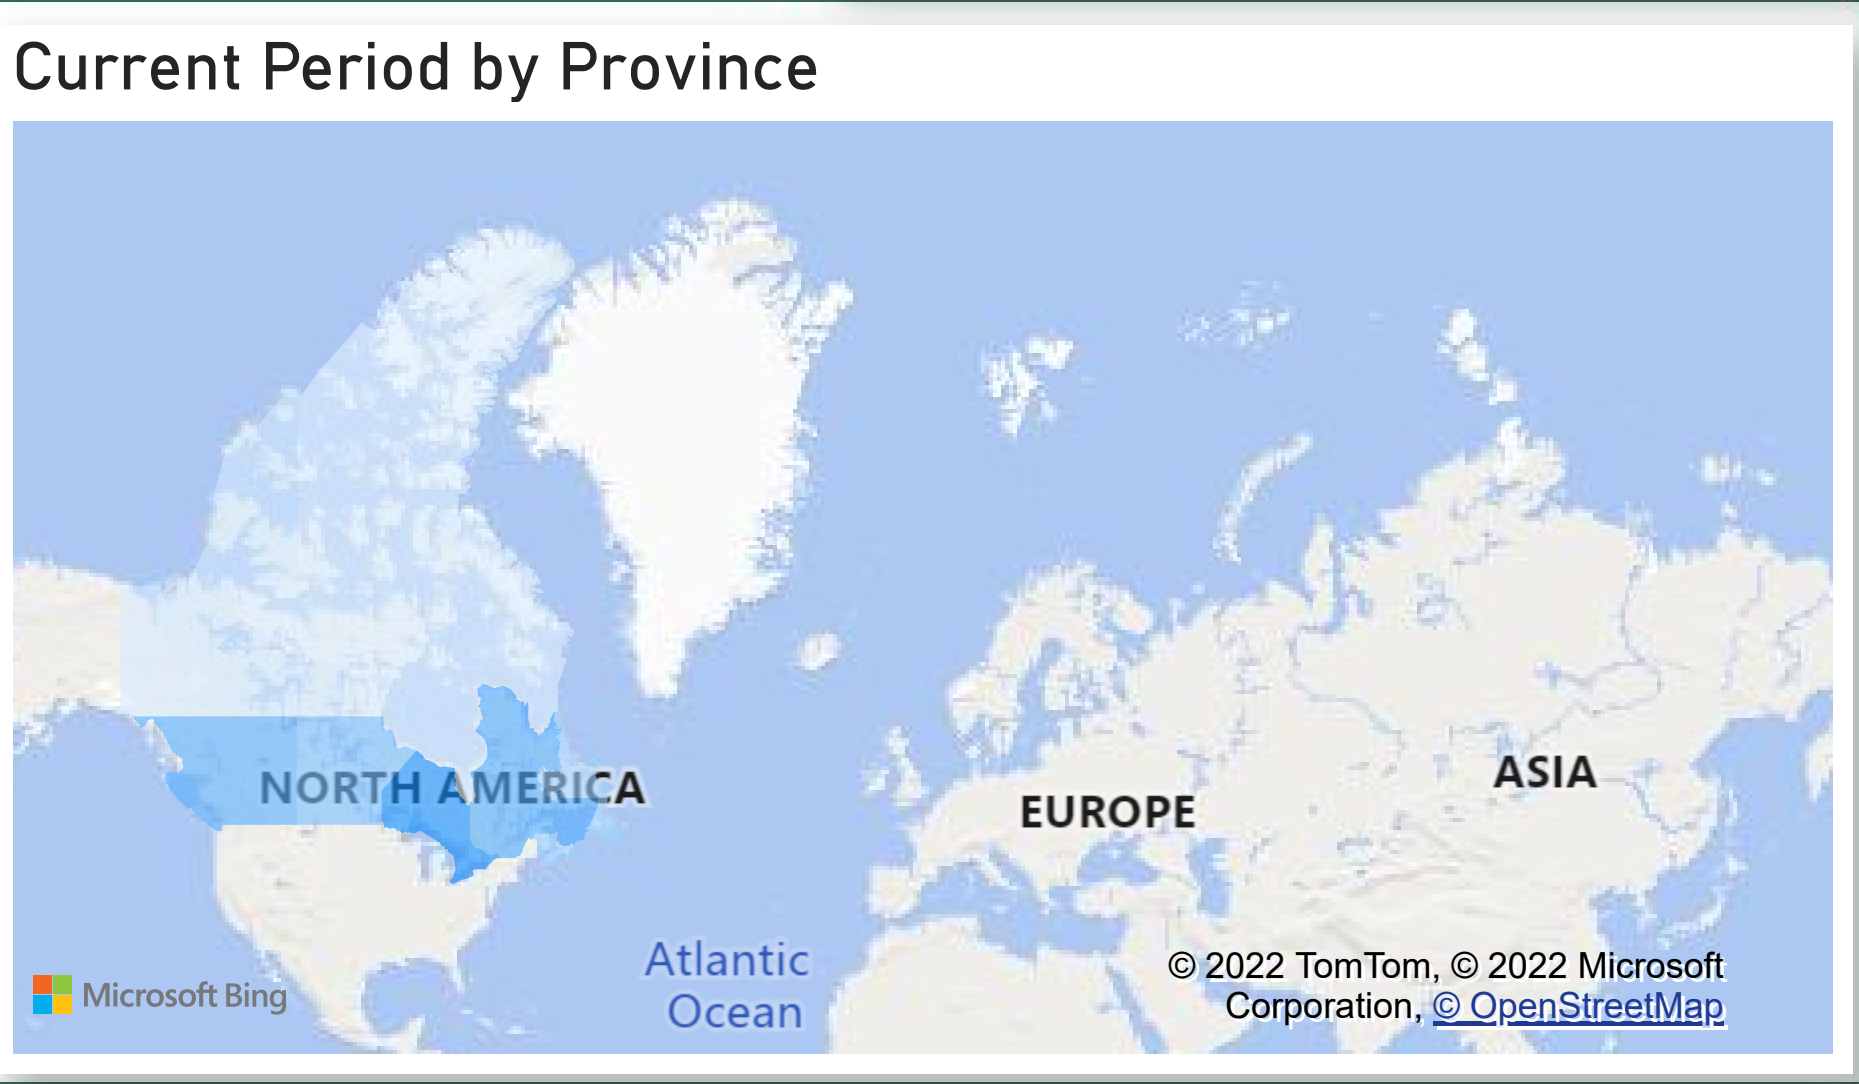 Current Period by Province
NORTH AMERICA
EUROPE
ASIA
Atlantic
Ocean
Microsoft Bing
© 2022 TomTom, © 2022 Microsoft
Corporation, © OpenStreetMap